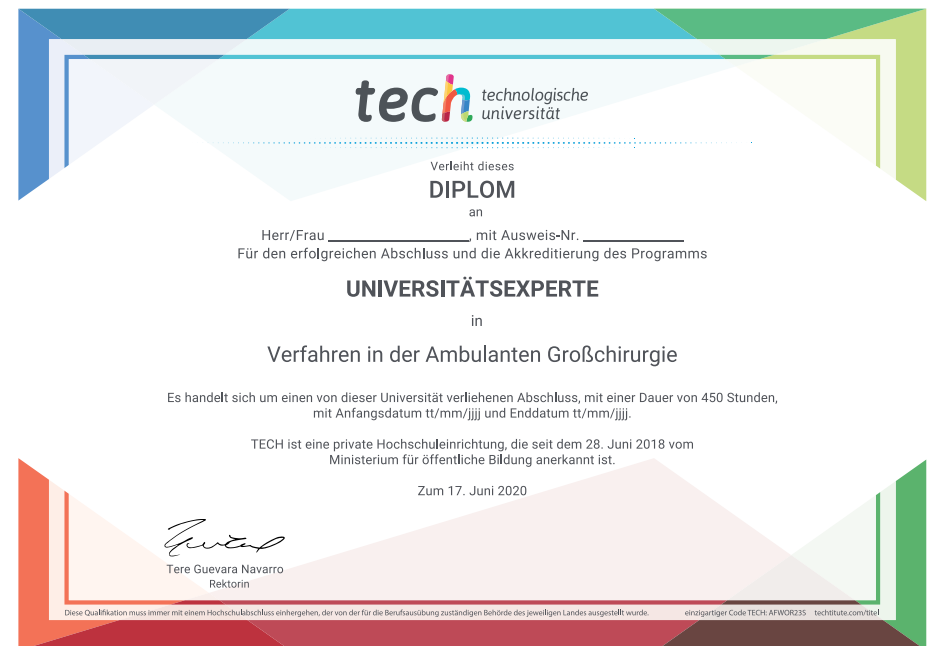 tech technologische
universität
Verleiht dieses
DIPLOM
an
Herr/Frau ____________________, mit Ausweis-Nr. ______________
Für den erfolgreichen Abschluss und die Akkreditierung des Programms
UNIVERSITÄTSEXPERTE
in
Verfahren in der Ambulanten Großchirurgie
Es handelt sich um einen von dieser Universität verliehenen Abschluss, mit einer Dauer von 450 Stunden,
mit Anfangsdatum tt/mm/jjjj und Enddatum tt/mm/jjjj.
TECH ist eine private Hochschuleinrichtung, die seit dem 28. Juni 2018 vom
Ministerium für öffentliche Bildung anerkannt ist.
Zum 17. Juni 2020
Tere Guevara Navarro
Rektorin
Diese Qualifikation muss immer mit einem Hochschulabschluss einhergehen, der von der für die Berufsausübung zuständigen Behörde des jeweiligen Landes ausgestellt wurde. einzigartiger Code TECH: AFWOR23S techtitute.com/titel